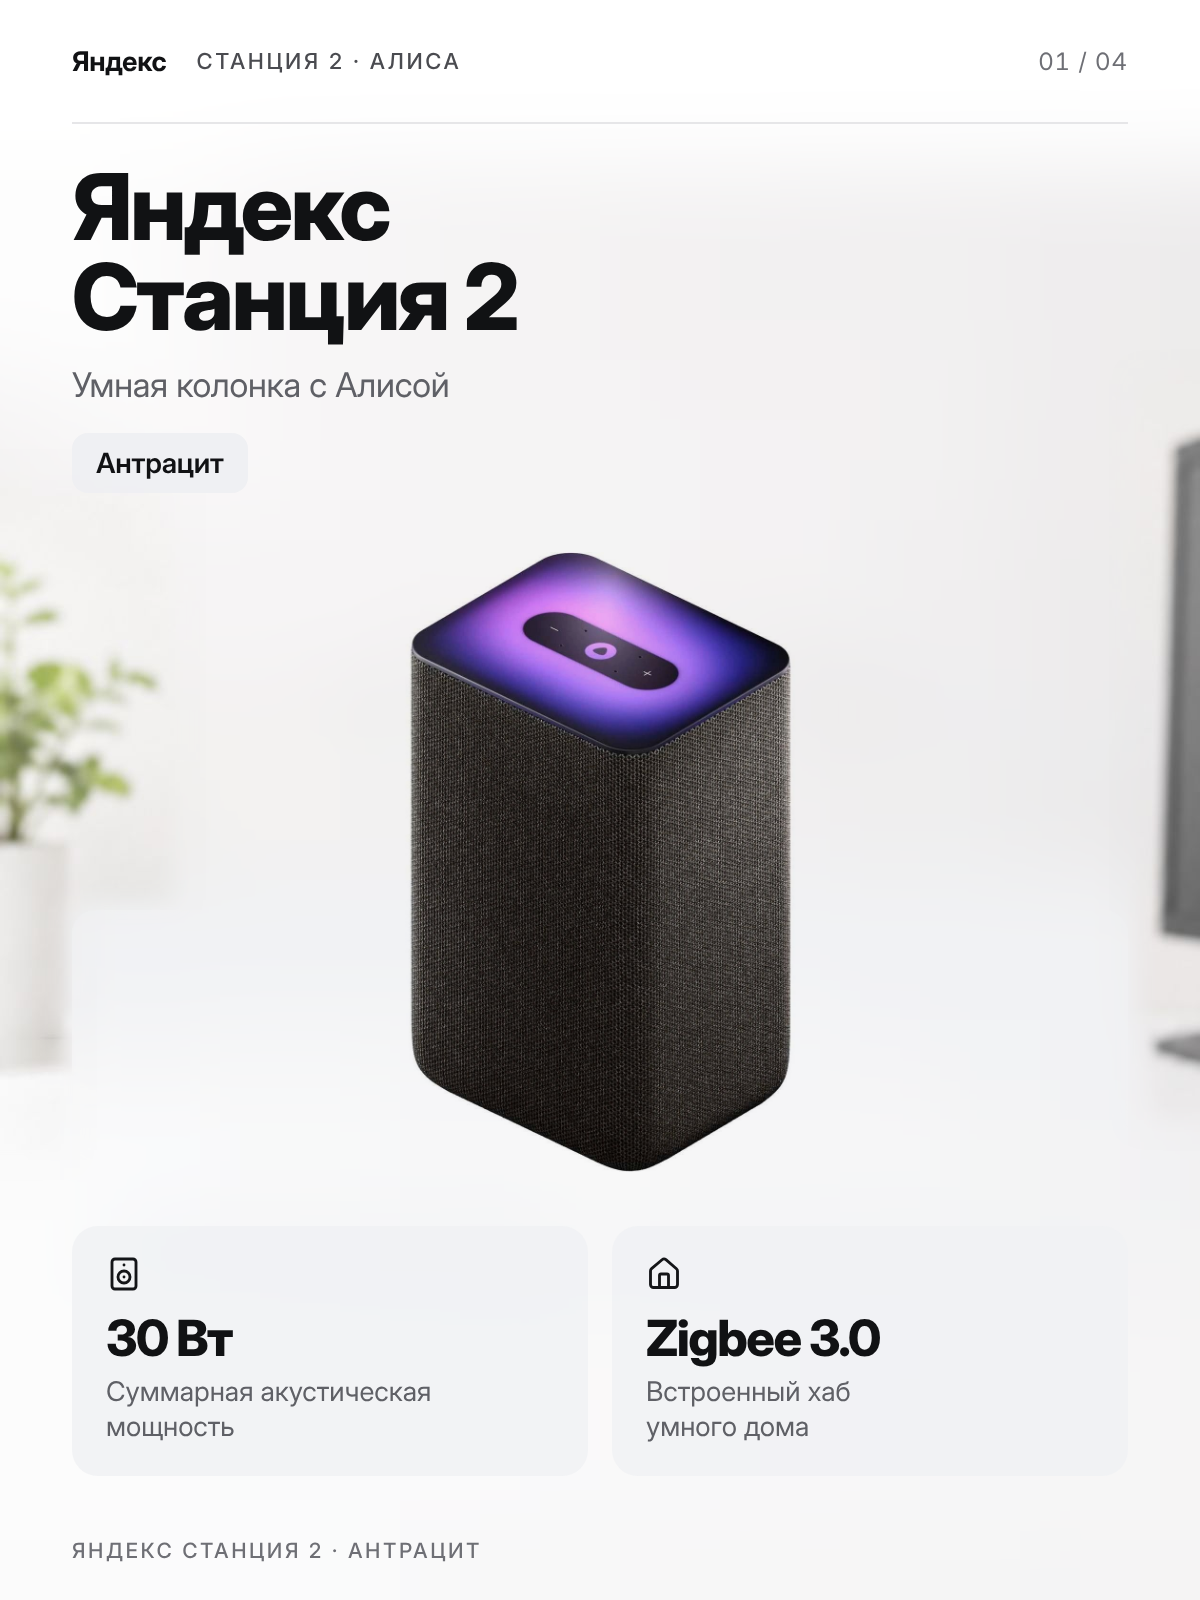 Яндекс СТАНЦИЯ 2 · АЛИСА 01 / 04
Яндекс
Станция 2
Умная колонка с Алисой
Антрацит
30 Вт
Суммарная акустическая
мощность
Zigbee 3.0
Встроенный хаб
умного дома
ЯНДЕКС СТАНЦИЯ 2 · АНТРАЦИТ